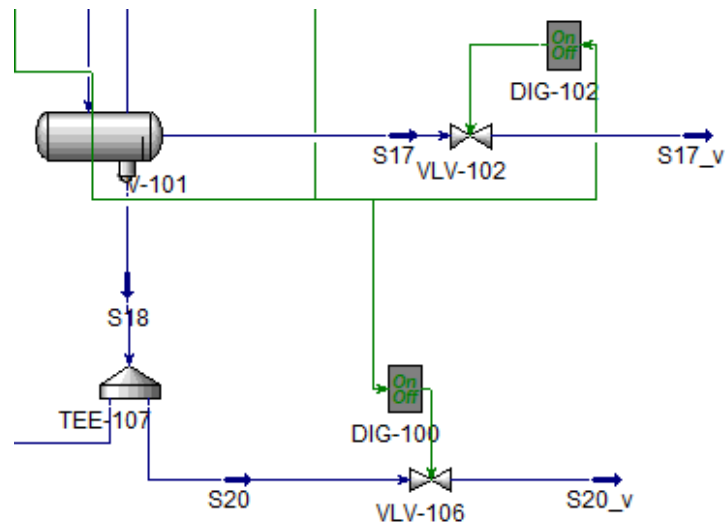 On
Off
DIG-102
S17
VLV-102
S17_v
V-101
S18
On
Off
TEE-107
DIG-100
S20
VLV-106
S20_v